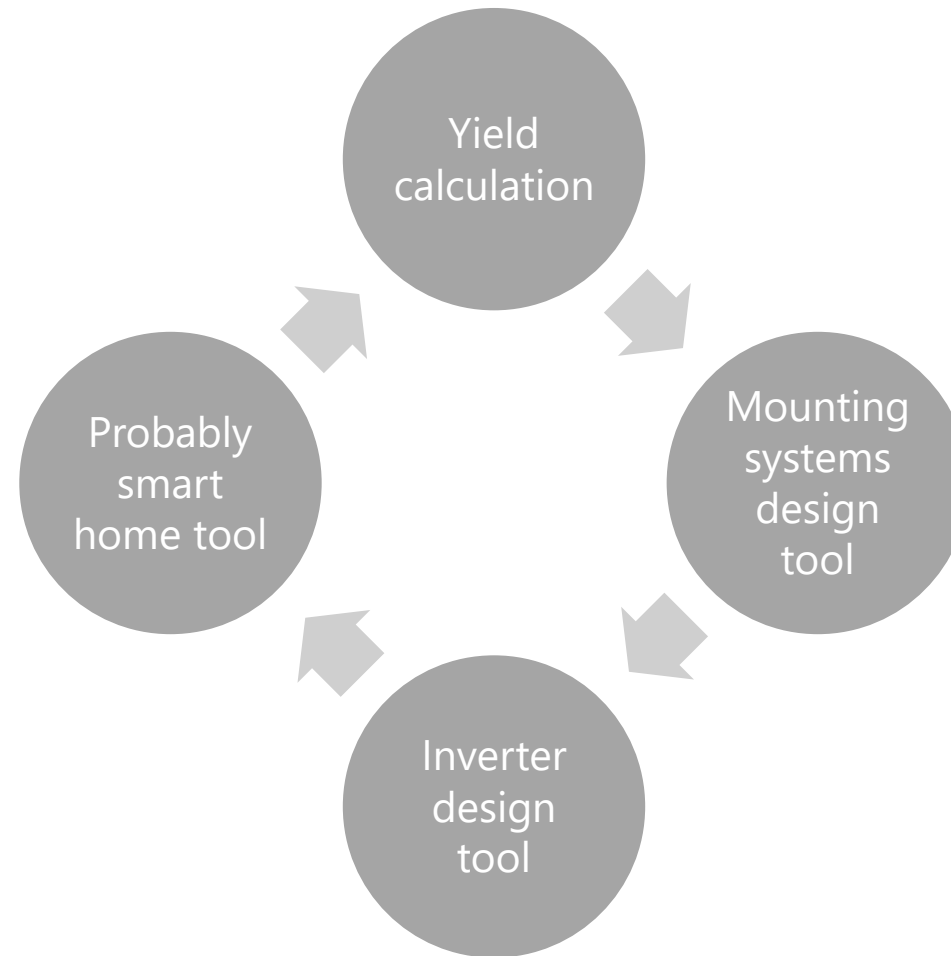 Yield
calculation
Mounting
systems
design
tool
Inverter
design
tool
Probably
smart
home tool